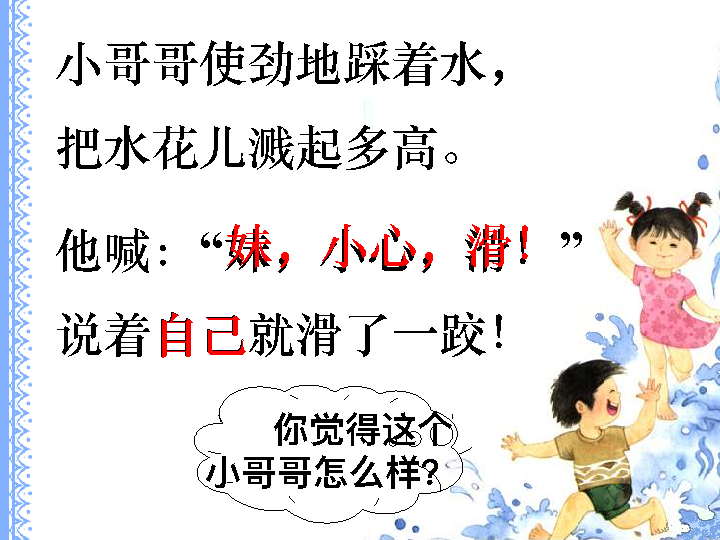 小哥哥使劲地踩着水，
把水花儿溅起多高。
他喊：“妹，小心，滑！”
说着自己就滑了一跤！
你觉得这个
小哥哥怎么样？